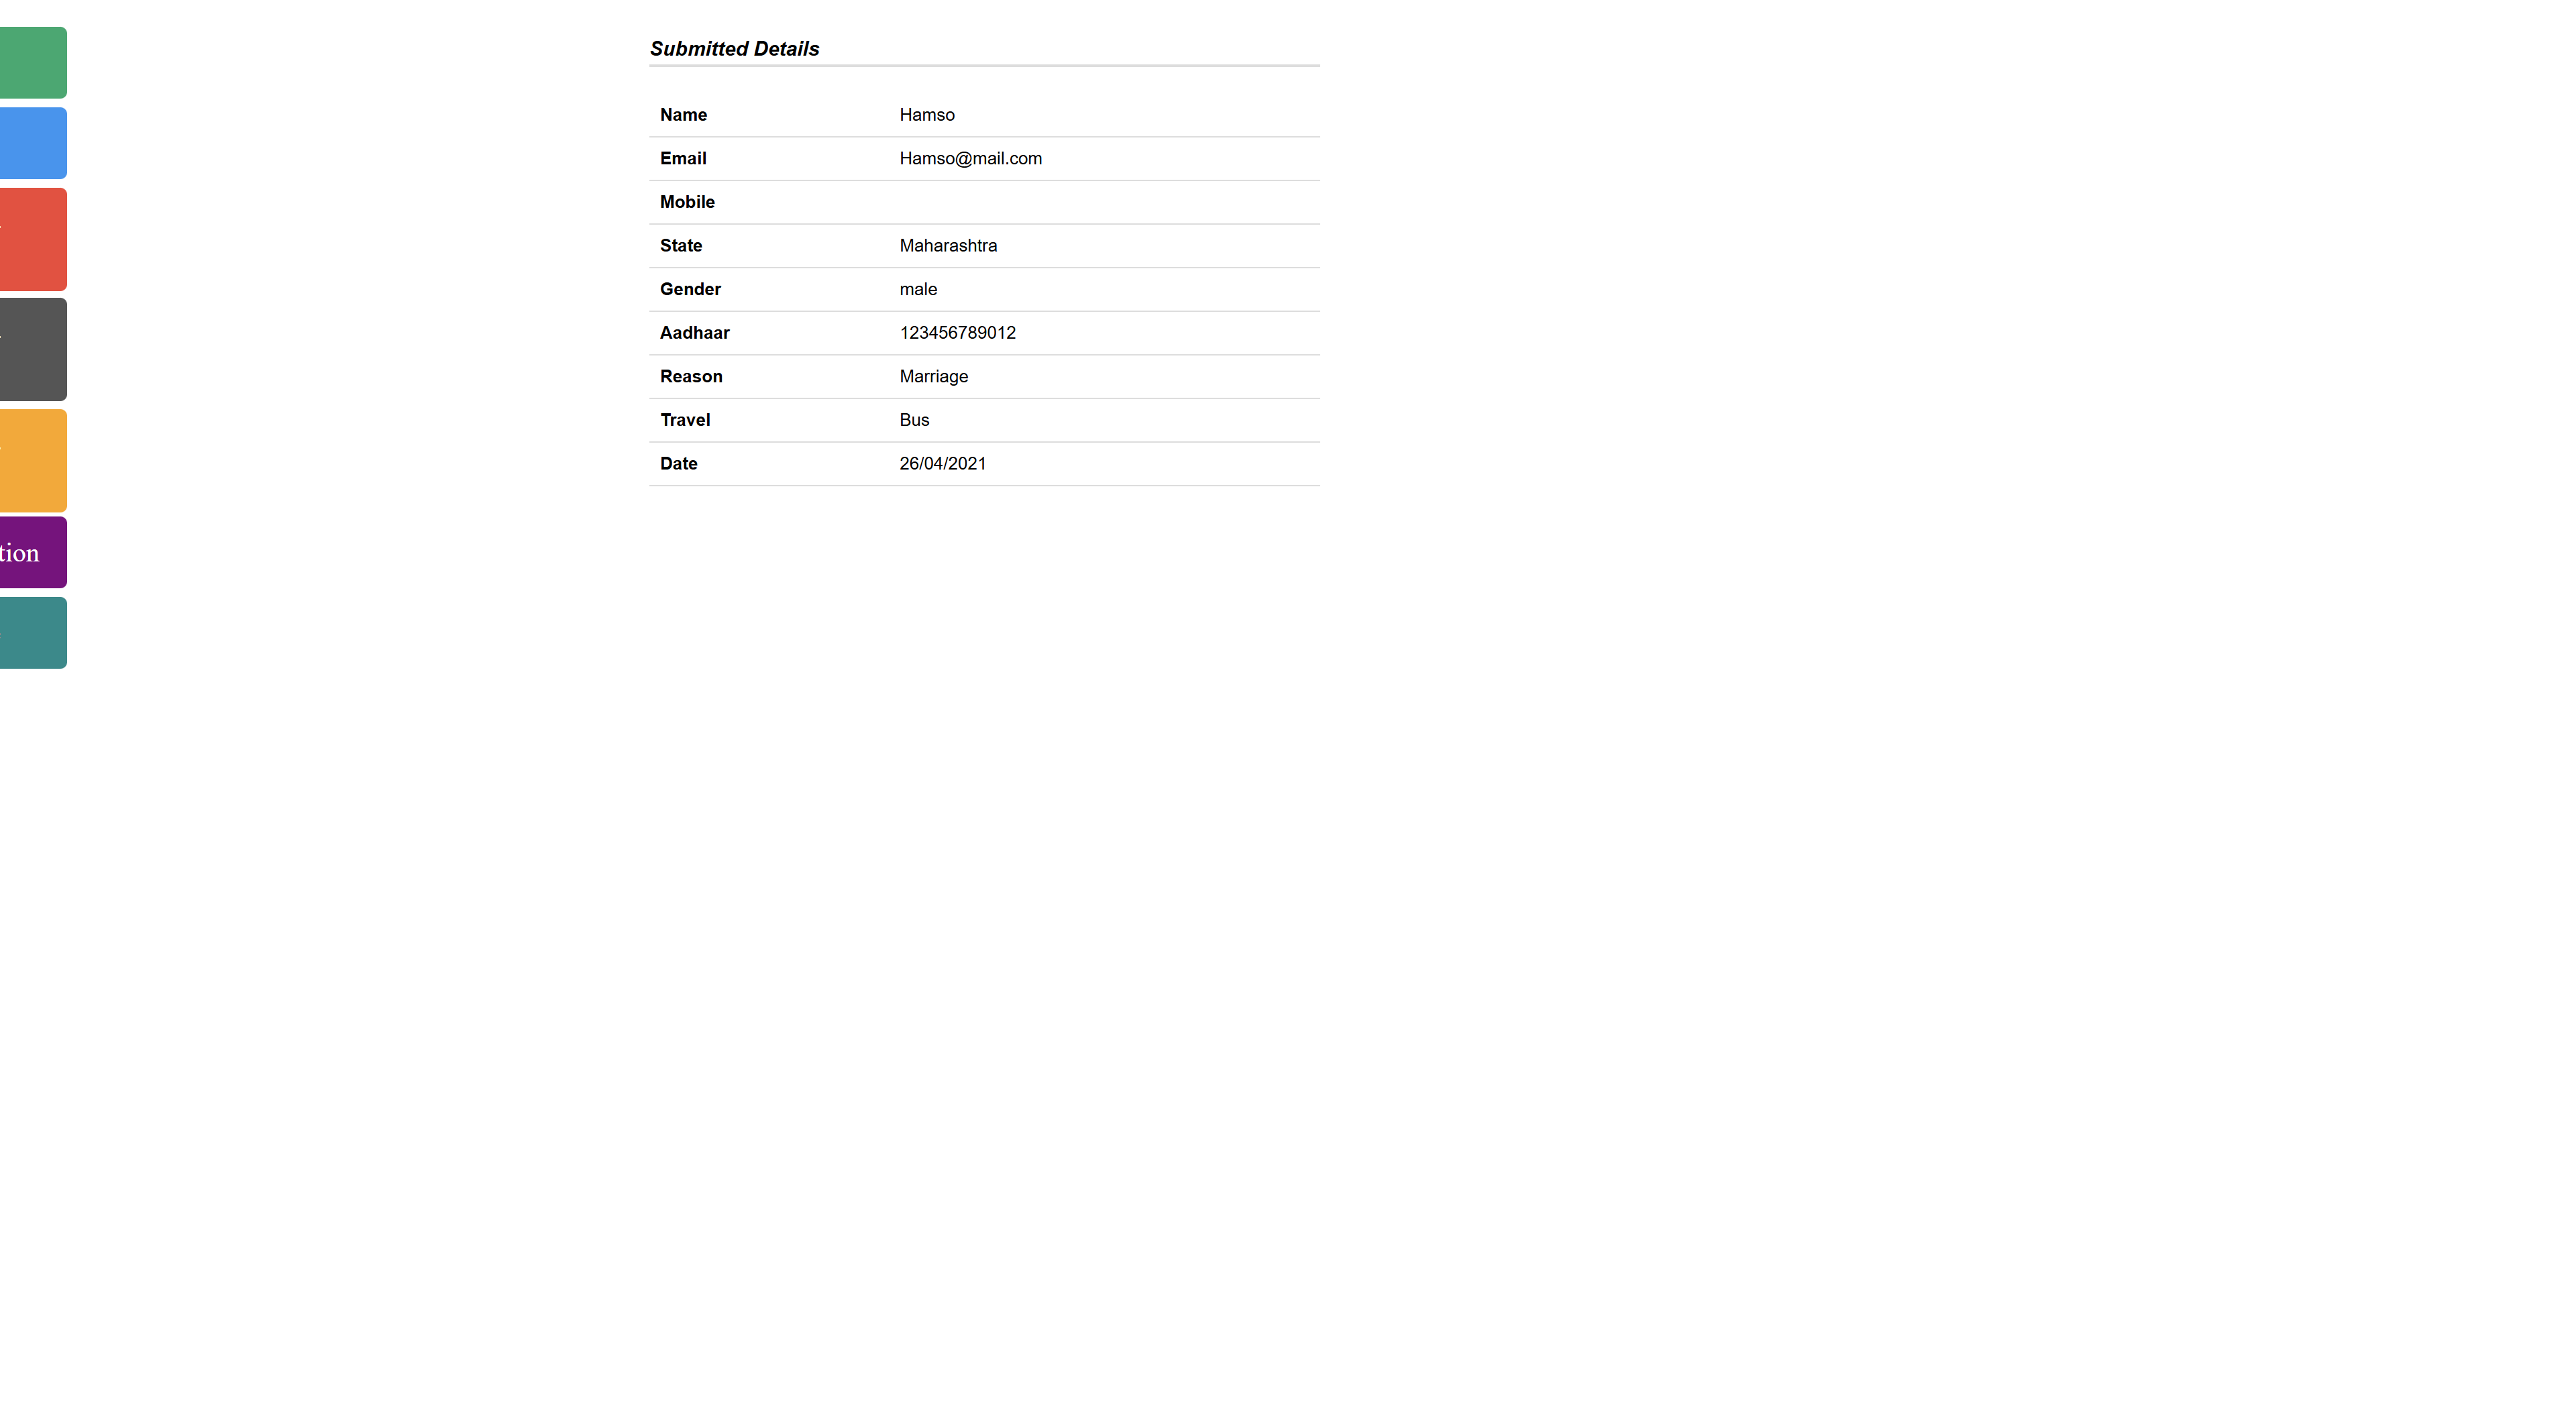 Submitted Details
Name Hamso
Email Hamso@mail.com
Mobile
State Maharashtra
Gender male
Aadhaar 123456789012
Reason Marriage
Travel Bus
Date 26/04/2021
tion